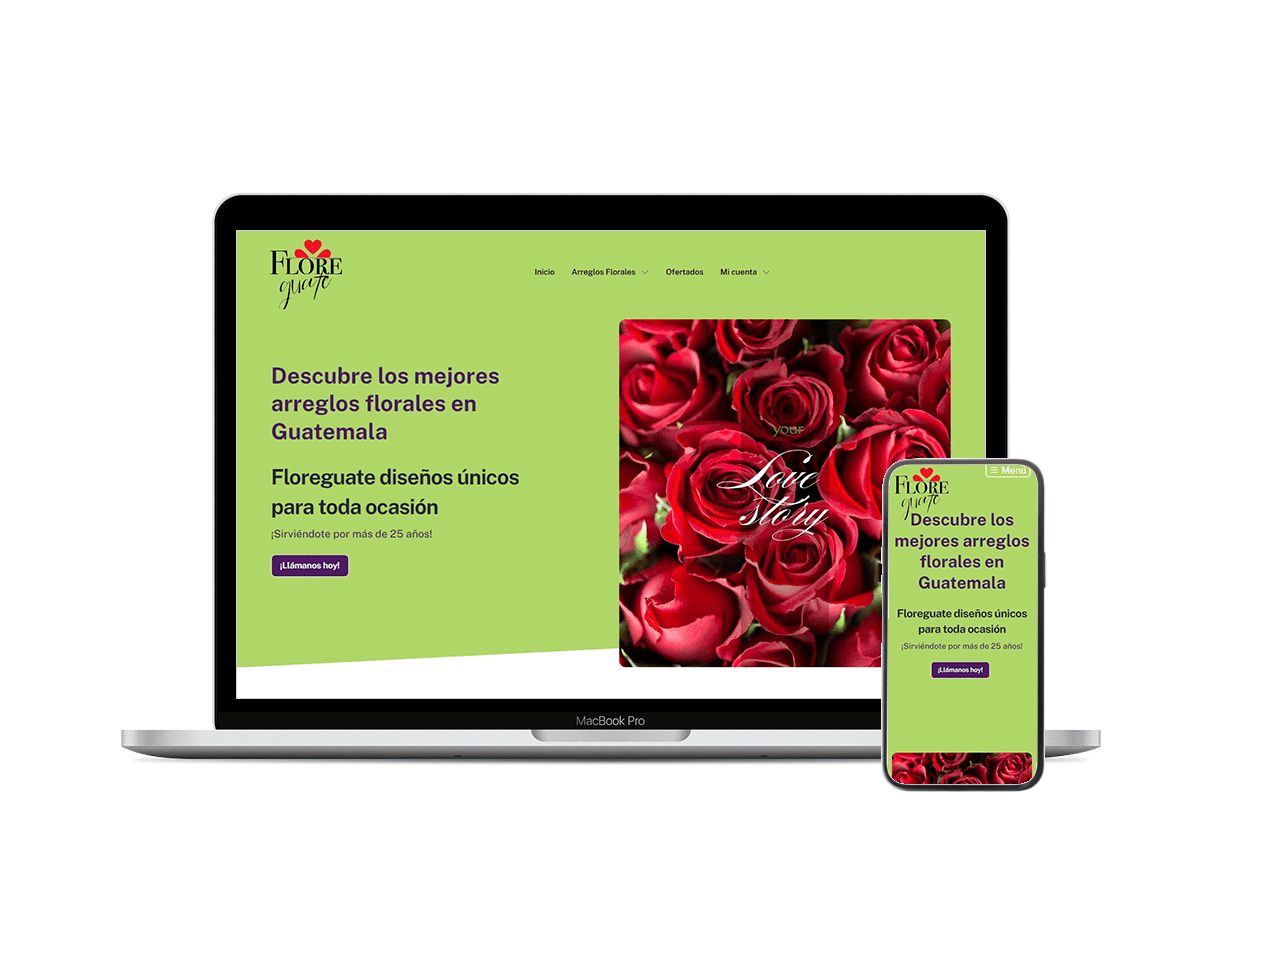 FLORE
guate
Inicio Arreglos Florales Ofertados Mi cuenta
Descubre los mejores
arreglos florales en
Guatemala
Floreguate diseños únicos
para toda ocasión
¡Sirviéndote por más de 25 años!
¡Llámanos hoy!
your
Love
story
MacBook Pro
Menú
FLORE
guate
Descubre los
mejores arreglos
florales en
Guatemala
Floreguate diseños únicos
para toda ocasión
¡Sirviéndote por más de 25 años!
¡Llámanos hoy!